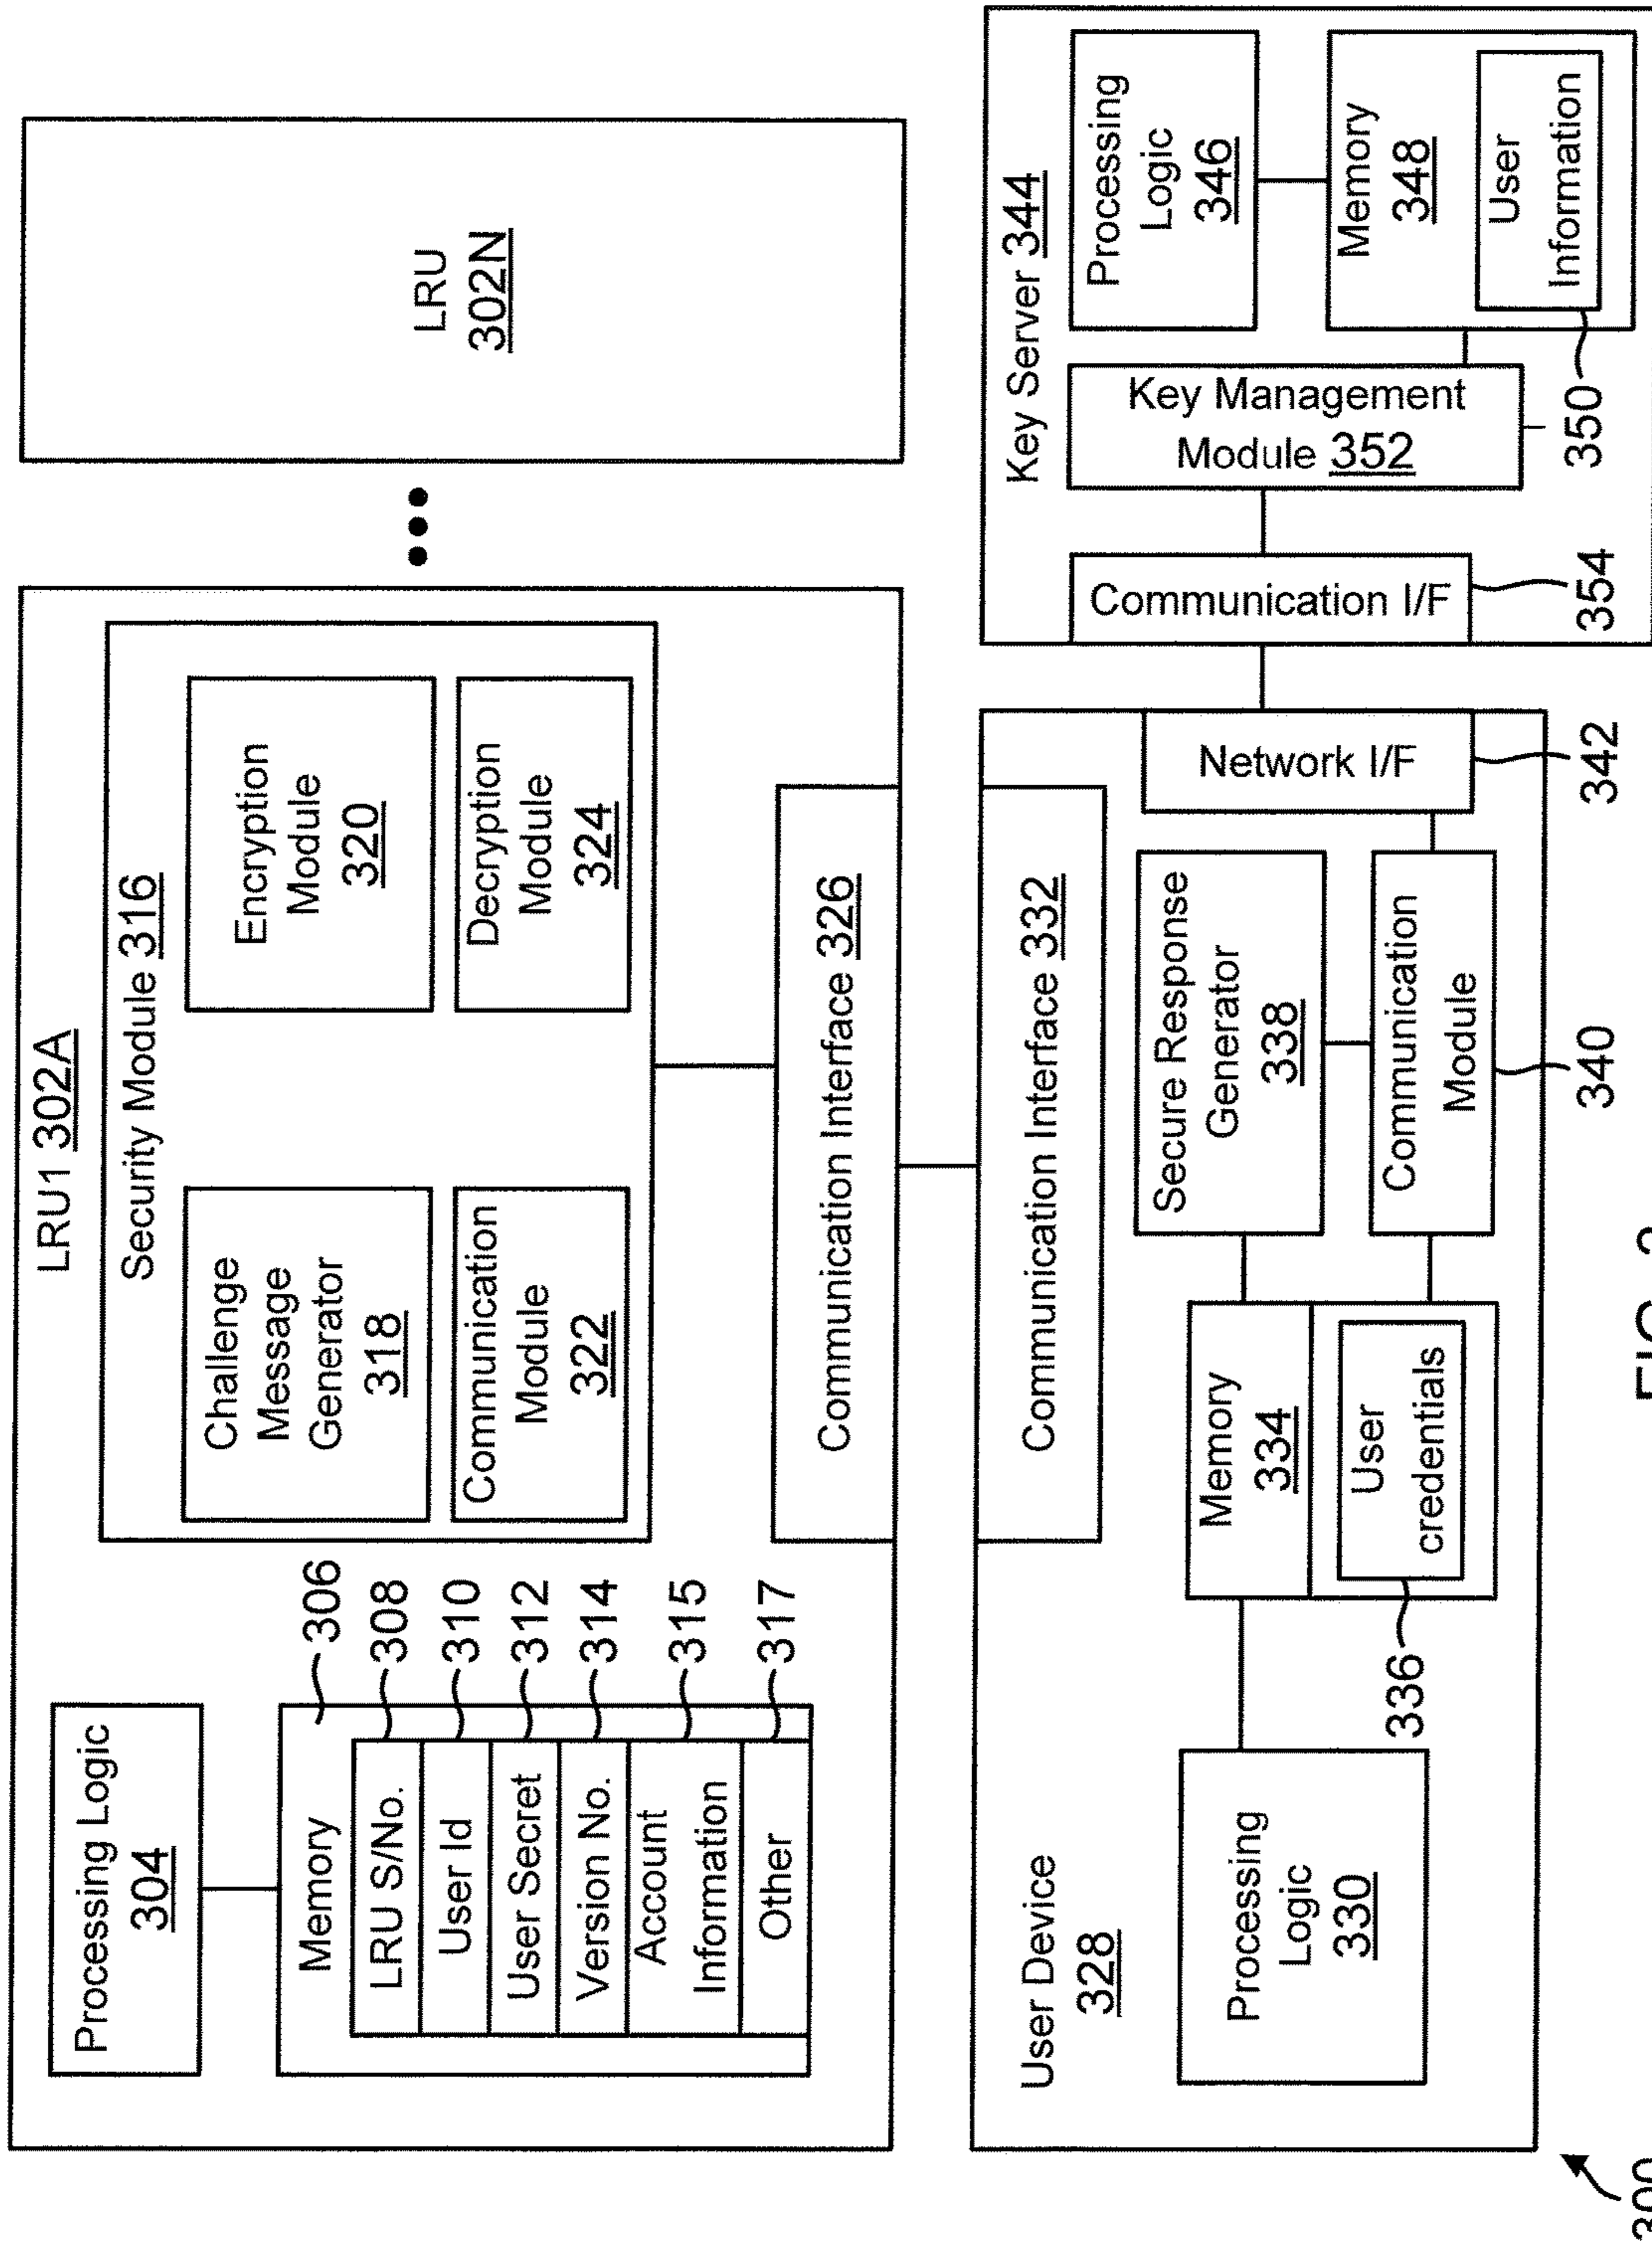 LRU1 302A
Processing Logic
304
Memory
306
LRU S/No.
308
User Id
310
User Secret
312
Version No.
314
Account
Information
315
Other
317
Security Module 316
Challenge
Message
Generator
318
Encryption
Module
320
Communication
Module
322
Decryption
Module
324
Communication Interface 326
LRU
302N
User Device
328
Communication Interface 332
Processing
Logic
330
Memory
334
User
credentials
336
Secure Response
Generator
338
Communication
Module
340
Network I/F
342
Key Server 344
Communication I/F
354
Key Management
Module 352
Processing
Logic
346
Memory
348
User
Information
350
300
FIG.